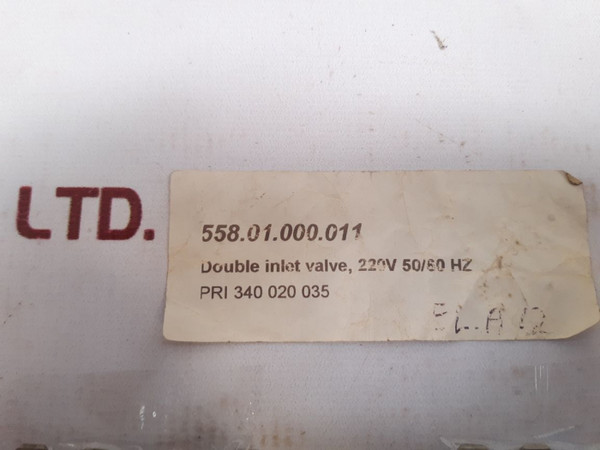 LTD.
558.01.000.011
Double inlet valve, 220V 50/60 HZ
PRI 340 020 035